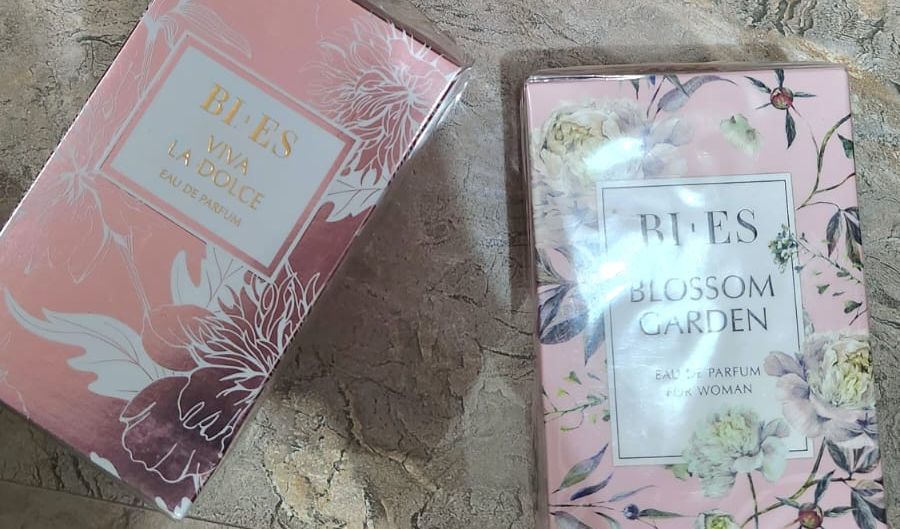 BI·ES
VIVA
LA DOLCE
EAU DE PARFUM
BI·ES
BLOSSOM
GARDEN
EAU DE PARFUM
FOR WOMAN